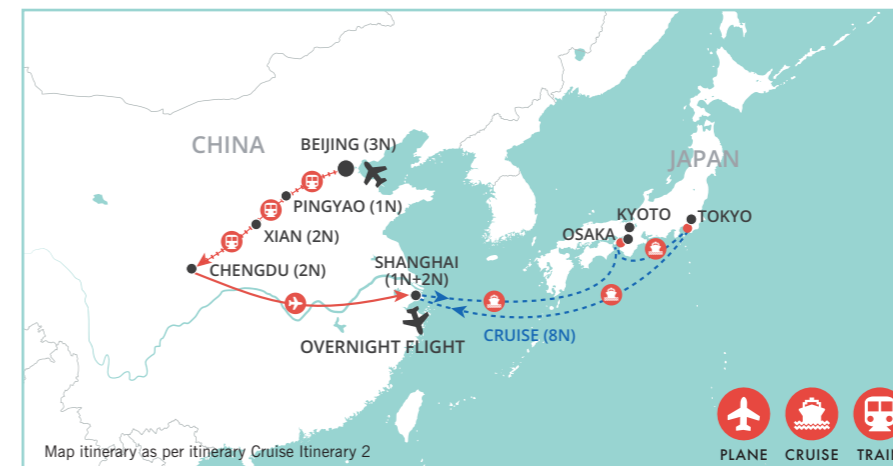 CHINA
BEIJING (3N)
JAPAN
PINGYAO (1N)
KYOTO
TOKYO
XIAN (2N)
OSAKA
CHENGDU (2N)
SHANGHAI
(1N+2N)
CRUISE (8N)
OVERNIGHT FLIGHT
Map itinerary as per itinerary Cruise Itinerary 2
PLANE
CRUISE
TRAIN